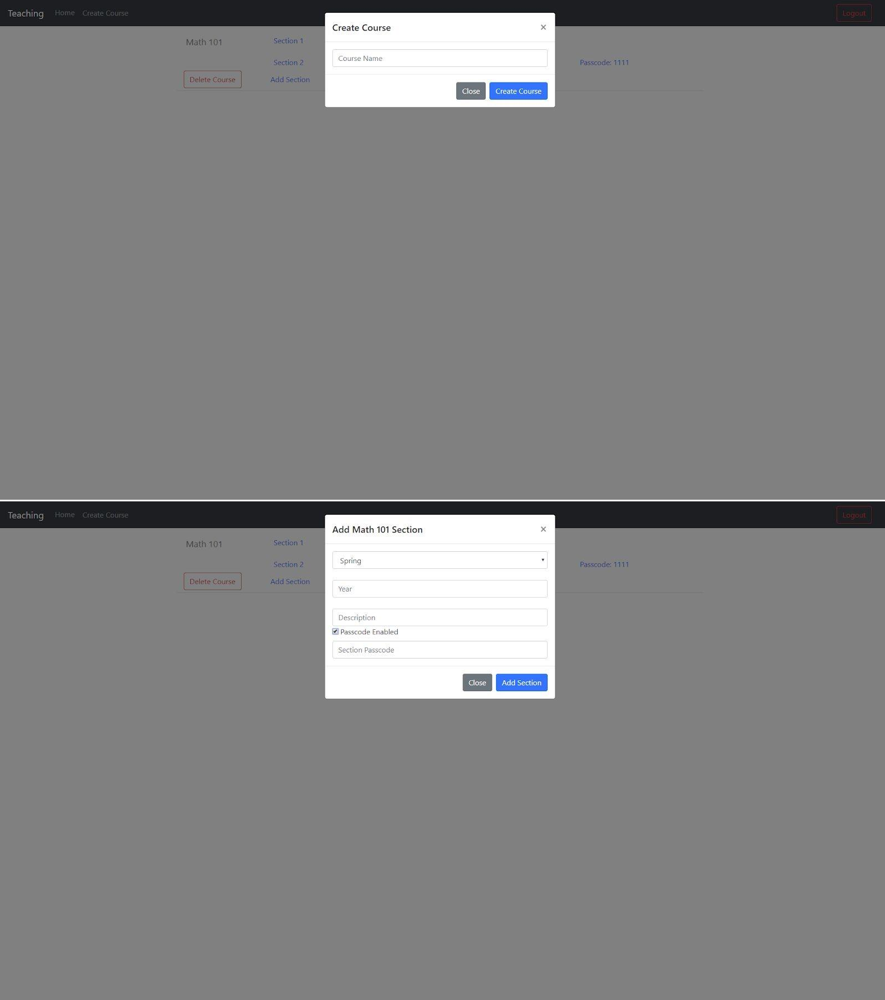 Teaching Home Create Course Logout
Create Course ×
Math 101 Section 1
Course Name
Section 2 Passcode: 1111
Delete Course Add Section
Close Create Course
Teaching Home Create Course Logout
Add Math 101 Section ×
Math 101 Section 1
Spring
Section 2 Passcode: 1111
Delete Course Add Section
Year
Description
Passcode Enabled
Section Passcode
Close Add Section